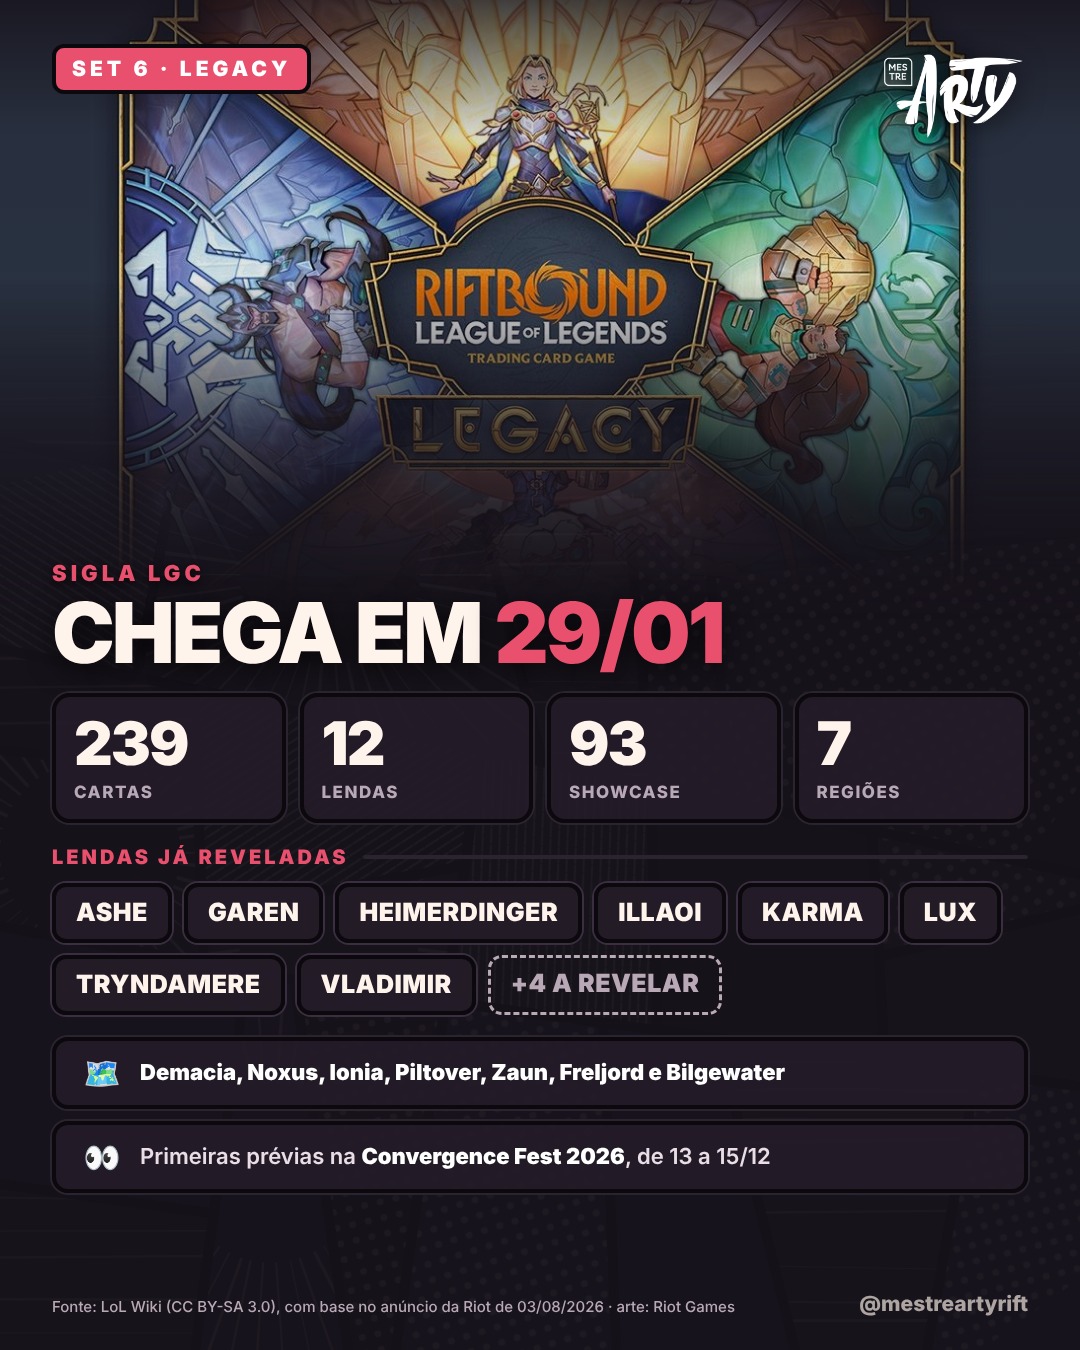 SET 6 · LEGACY
MES
TRE
ARTY
RIFTBOUND
LEAGUE OF LEGENDS
TRADING CARD GAME
LEGACY
SIGLA LGC
CHEGA EM 29/01
239
CARTAS
12
LENDAS
93
SHOWCASE
7
REGIÕES
LENDAS JÁ REVELADAS
ASHE GAREN HEIMERDINGER ILLAOI KARMA LUX
TRYNDAMERE VLADIMIR +4 A REVELAR
Demacia, Noxus, Ionia, Piltover, Zaun, Freljord e Bilgewater
Primeiras prévias na Convergence Fest 2026, de 13 a 15/12
Fonte: LoL Wiki (CC BY-SA 3.0), com base no anúncio da Riot de 03/08/2026 · arte: Riot Games
@mestreartyrift